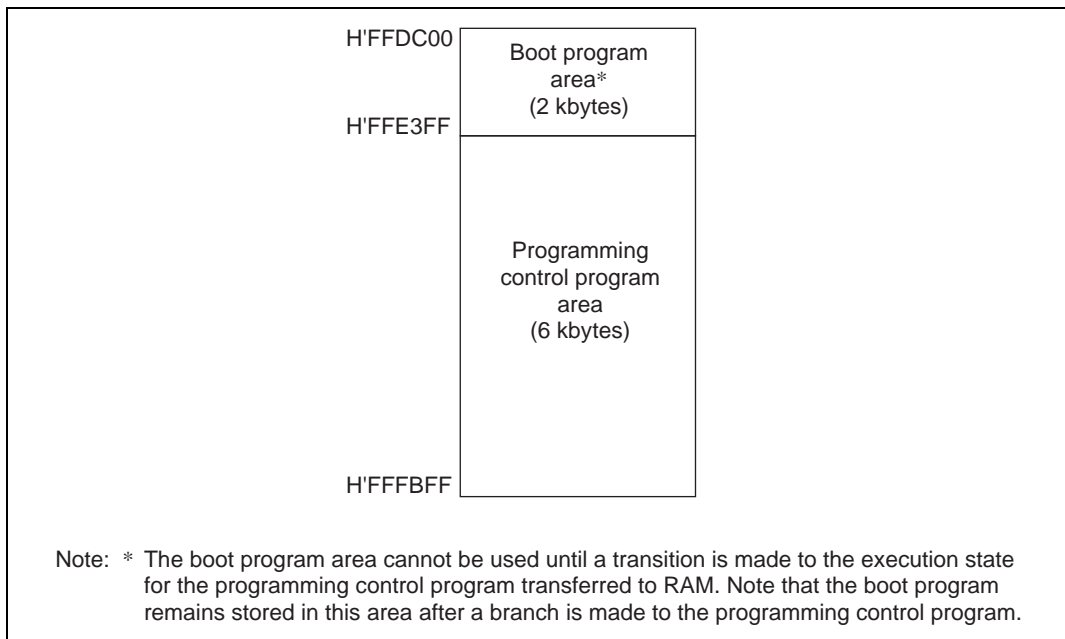 H'FFDC00
Boot program
area*
(2 kbytes)
H'FFE3FF
Programming
control program
area
(6 kbytes)
H'FFFBFF
Note: * The boot program area cannot be used until a transition is made to the execution state
for the programming control program transferred to RAM. Note that the boot program
remains stored in this area after a branch is made to the programming control program.